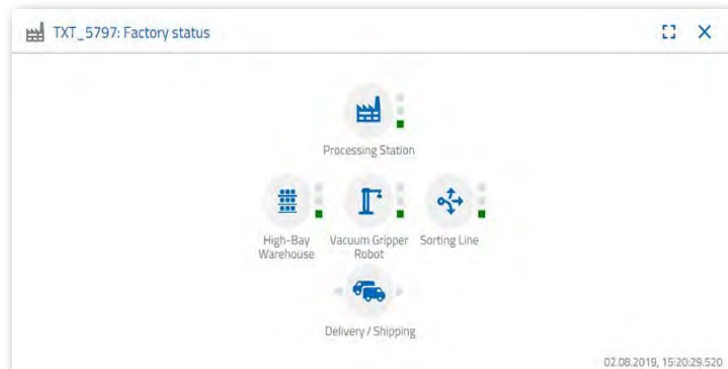 TXT_5797: Factory status
Processing Station
High-Bay
Warehouse
Vacuum Gripper
Robot
Sorting Line
Delivery / Shipping
02.08.2019, 15:20:29.520